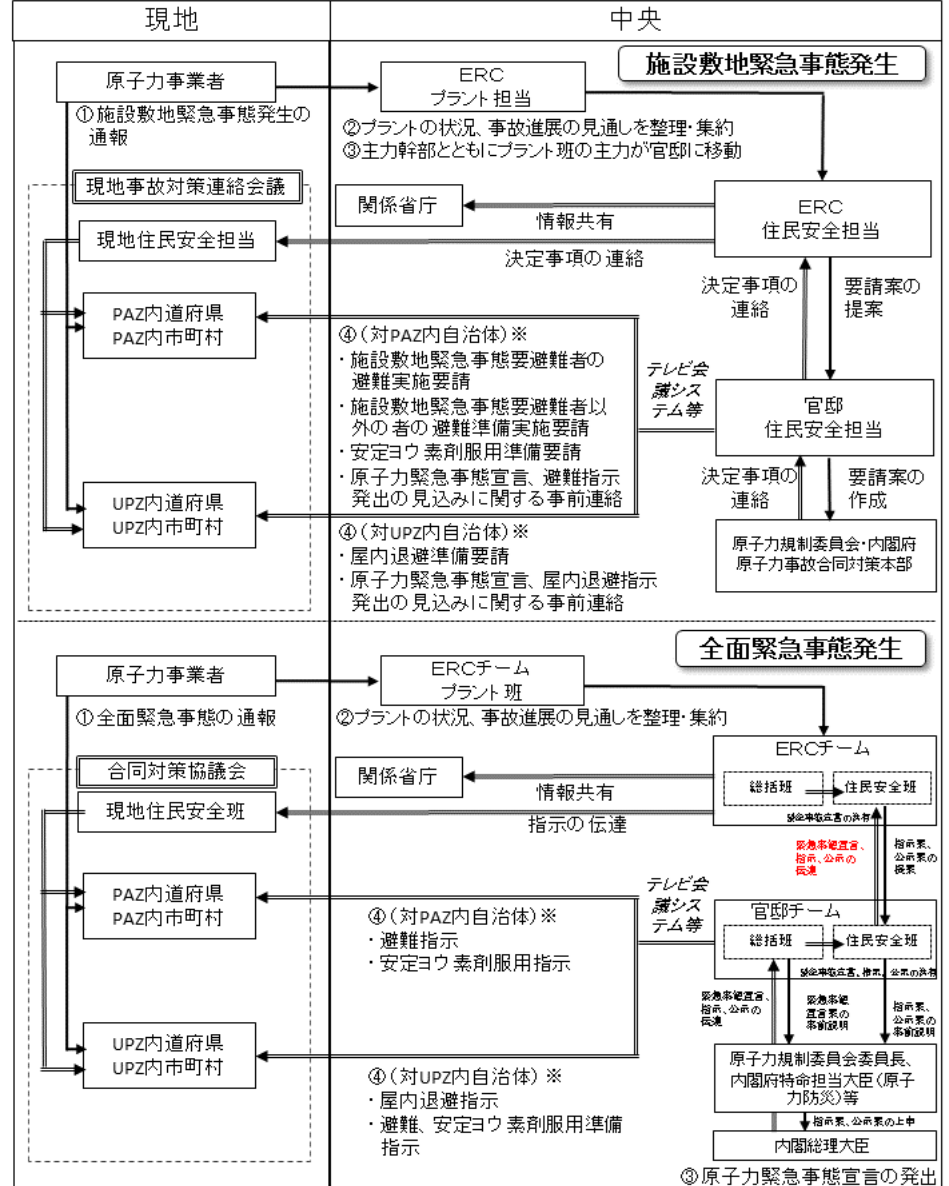 現地
中央
施設敷地緊急事態発生
原子力事業者
①施設敷地緊急事態発生の
通報
ERC
プラント担当
②プラントの状況、事故進展の見通しを整理・集約
③主力幹部とともにプラント班の主力が官邸に移動
現地事故対策連絡会議
現地住民安全担当
関係省庁
情報共有
決定事項の連絡
ERC
住民安全担当
決定事項の
連絡
要請案の
提案
PAZ内道府県
PAZ内市町村
④(対PAZ内自治体)※
・施設敷地緊急事態要避難者の
避難実施要請
・施設敷地緊急事態要避難者以
外の者の避難準備実施要請
・安定ヨウ素剤服用準備要請
・原子力緊急事態宣言、避難指示
発出の見込みに関する事前連絡
テレビ会
議シス
テム等
官邸
住民安全担当
決定事項の
連絡
要請案の
作成
UPZ内道府県
UPZ内市町村
④(対UPZ内自治体)※
・屋内退避準備要請
・原子力緊急事態宣言、屋内退避指示
発出の見込みに関する事前連絡
原子力規制委員会・内閣府
原子力事故合同対策本部
全面緊急事態発生
原子力事業者
①全面緊急事態の通報
ERCチーム
プラント班
②プラントの状況、事故進展の見通しを整理・集約
合同対策協議会
現地住民安全班
関係省庁
情報共有
指示の伝達
ERCチーム
総括班
住民安全班
緊急事態宣言の共有
緊急事態宣言、
指示、公示の
伝達
指示案、
公示案の
提案
PAZ内道府県
PAZ内市町村
④(対PAZ内自治体)※
・避難指示
・安定ヨウ素剤服用指示
テレビ会
議シス
テム等
官邸チーム
総括班
住民安全班
緊急事態宣言、指示、公示の共有
緊急事態宣言、
指示、公示の
伝達
緊急事態
宣言案の
事前説明
指示案、
公示案の
事前説明
UPZ内道府県
UPZ内市町村
④(対UPZ内自治体)※
・屋内退避指示
・避難、安定ヨウ素剤服用準備
指示
原子力規制委員会委員長、
内閣府特命担当大臣(原子
力防災)等
指示案、公示案の上申
内閣総理大臣
③原子力緊急事態宣言の発出